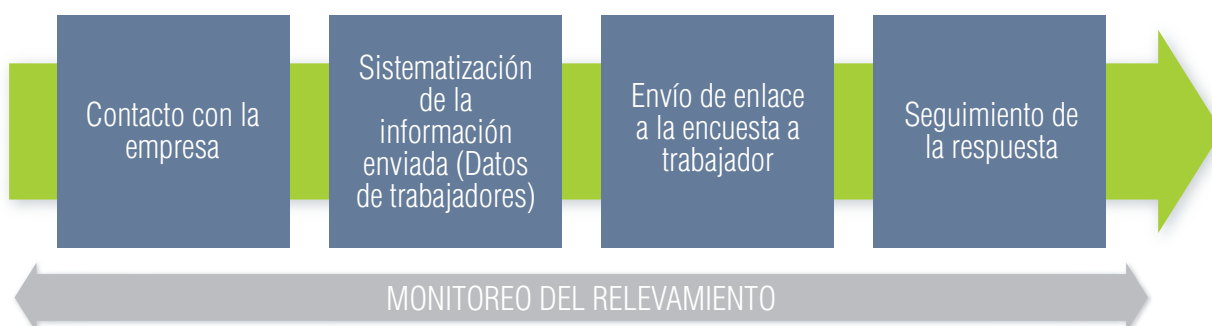 Contacto con la
empresa
Sistematización
de la
información
enviada (Datos
de trabajadores)
Envío de enlace
a la encuesta a
trabajador
Seguimiento de
la respuesta
MONITOREO DEL RELEVAMIENTO